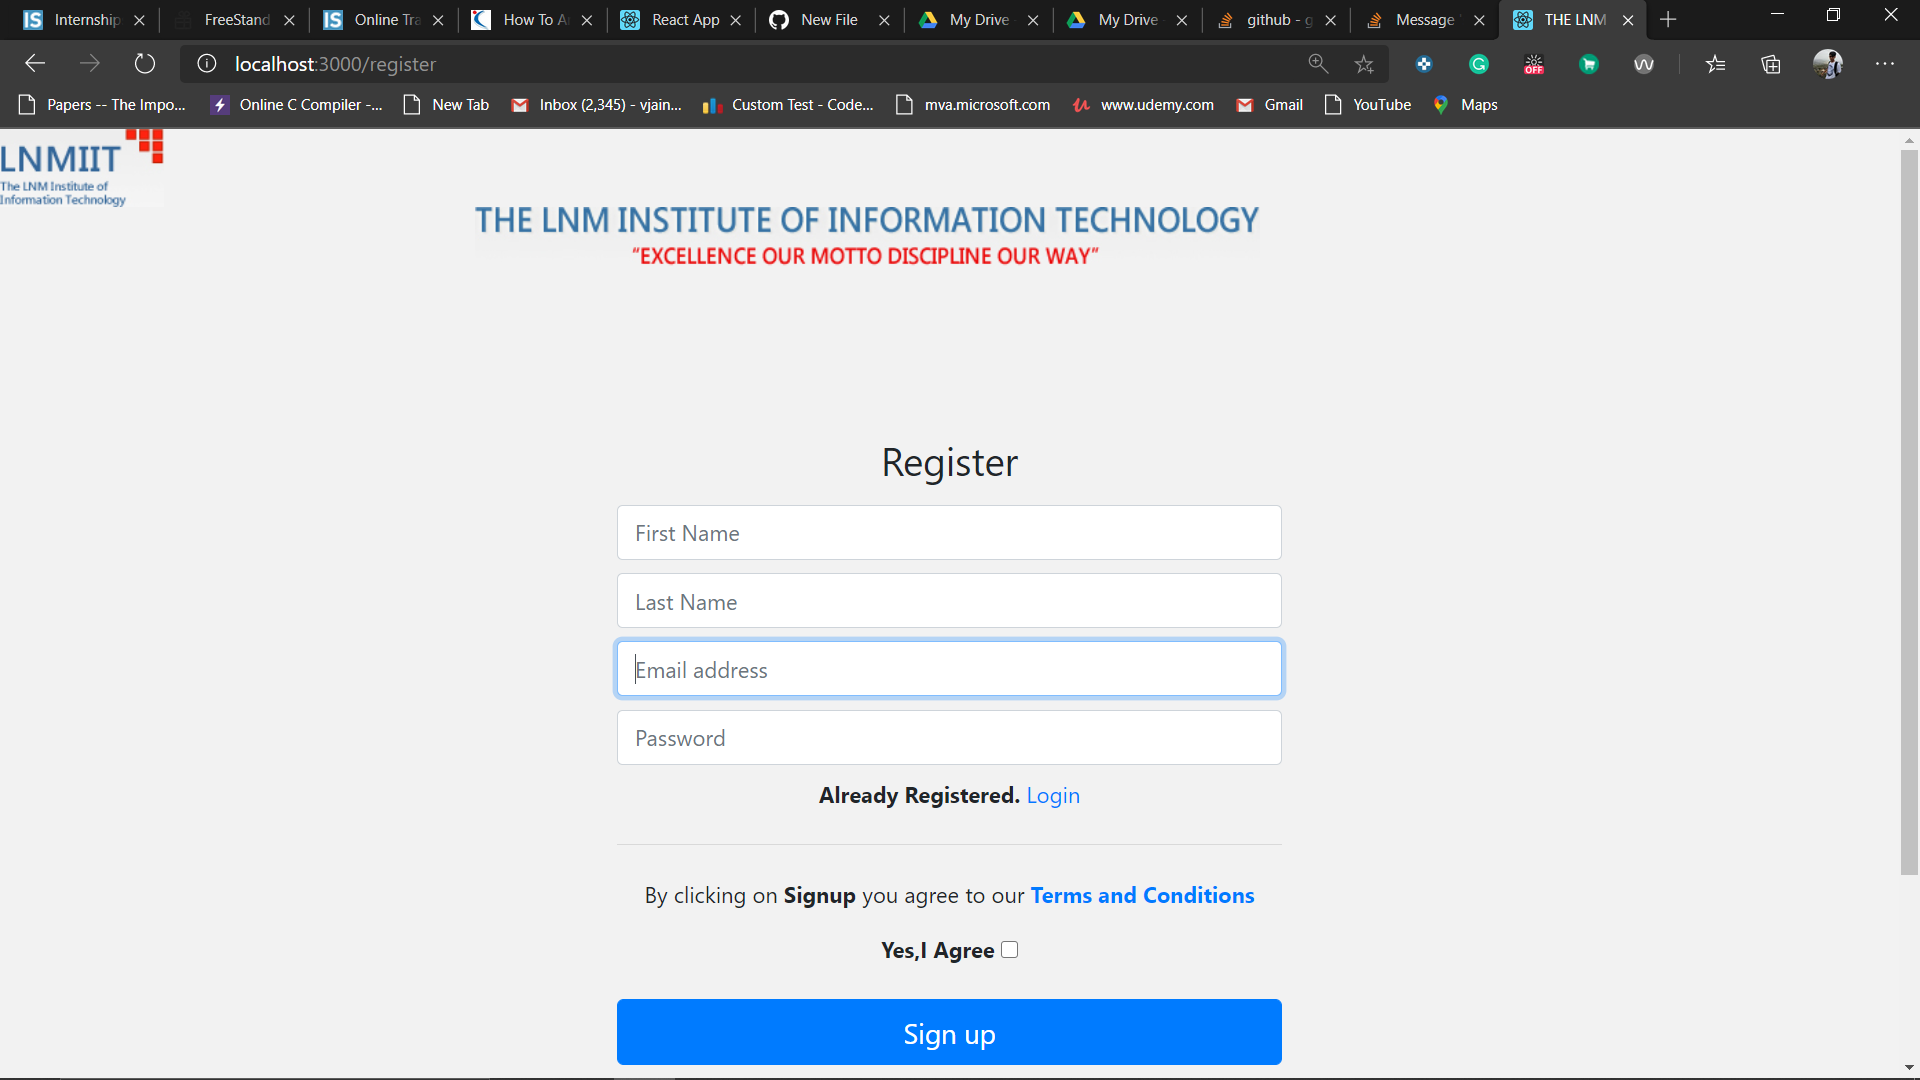 Internship
FreeStand
Online Tra
How To A
React App
New File
My Drive
My Drive
github - g
Message
THE LNM
localhost:3000/register
OFF
Papers -- The Impo...
Online C Compiler -...
New Tab
Inbox (2,345) - vjain...
Custom Test - Code...
mva.microsoft.com
www.udemy.com
Gmail
YouTube
Maps
LNMIIT
The LNM Institute of
Information Technology
THE LNM INSTITUTE OF INFORMATION TECHNOLOGY
“EXCELLENCE OUR MOTTO DISCIPLINE OUR WAY”
Register
First Name
Last Name
Email address
Password
Already Registered. Login
By clicking on Signup you agree to our Terms and Conditions
Yes,I Agree
Sign up